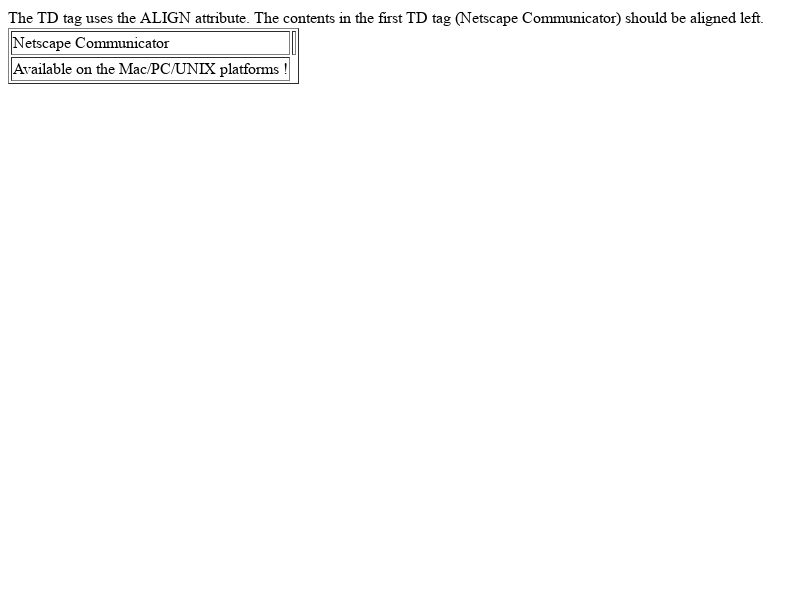 The TD tag uses the ALIGN attribute. The contents in the first TD tag (Netscape Communicator) should be aligned left.
Netscape Communicator
Available on the Mac/PC/UNIX platforms !